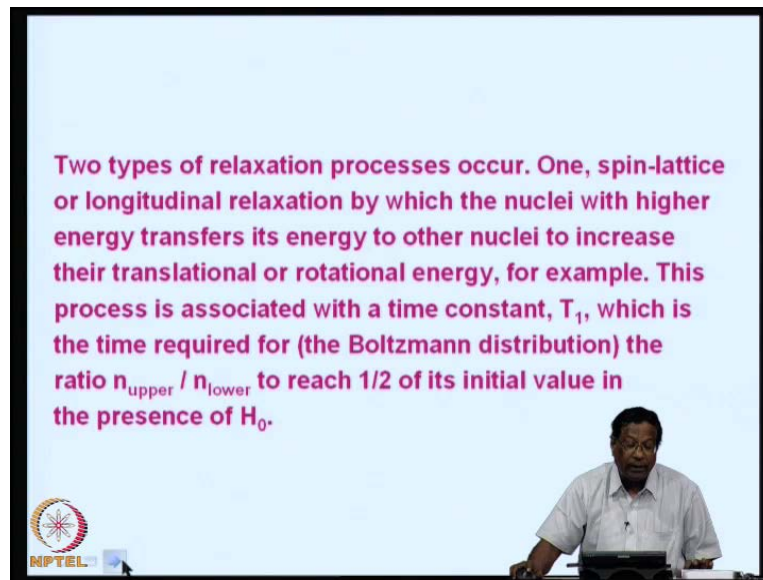 Two types of relaxation processes occur. One, spin-lattice
or longitudinal relaxation by which the nuclei with higher
energy transfers its energy to other nuclei to increase
their translational or rotational energy, for example. This
process is associated with a time constant, T₁, which is
the time required for (the Boltzmann distribution) the
ratio n_upper / n_lower to reach 1/2 of its initial value in
the presence of H₀.
NPTEL